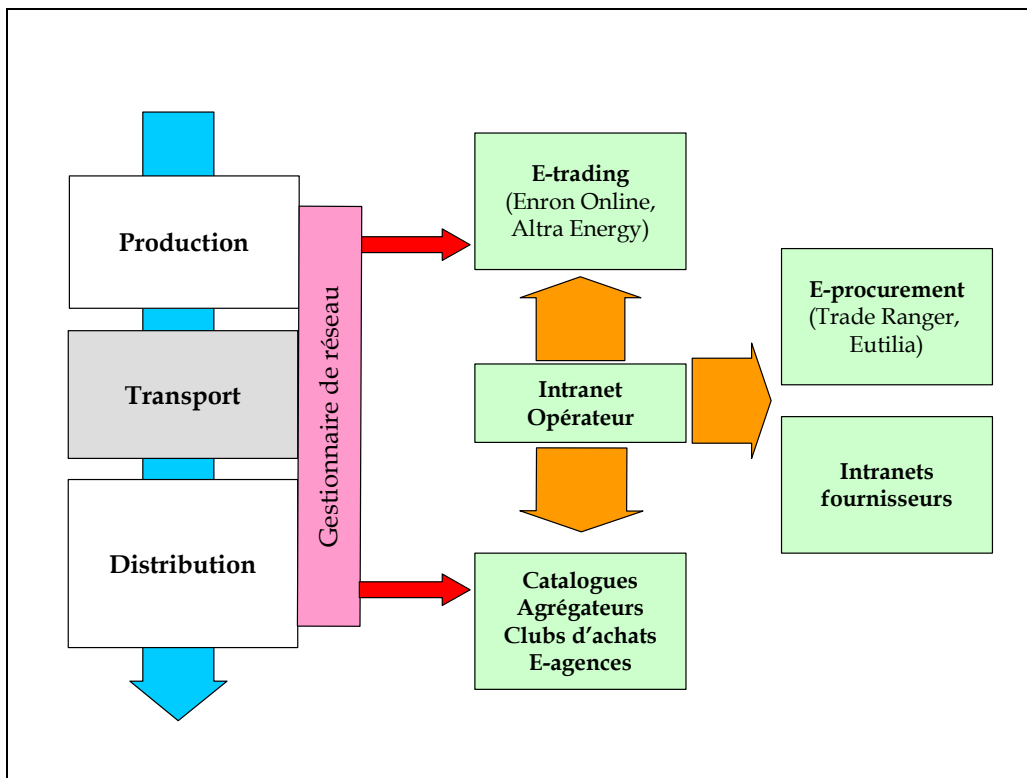 Production
Transport
Distribution
Gestionnaire de réseau
E-trading
(Enron Online,
Altra Energy)
Intranet
Opérateur
Catalogues
Agrégateurs
Clubs d’achats
E-agences
E-procurement
(Trade Ranger,
Eutilia)
Intranets
fournisseurs